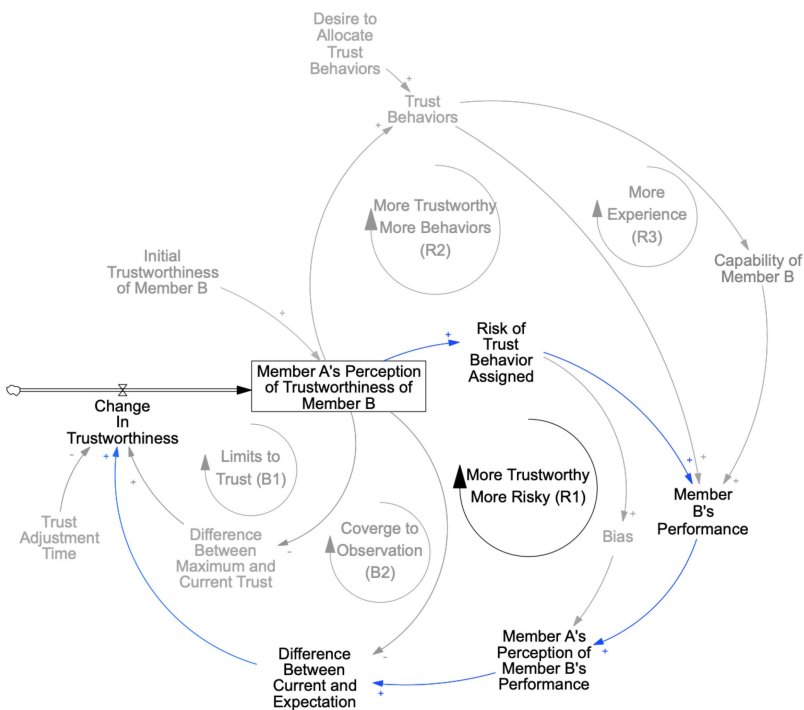 Desire to
Allocate
Trust
Behaviors
+
Trust
Behaviors
+
More Trustworthy
More Behaviors
(R2)
More
Experience
(R3)
Capability of
Member B
Initial
Trustworthiness
of Member B
+
+
Risk of
Trust
Behavior
Assigned
Member A's Perception
of Trustworthiness of
Member B
Change
In
Trustworthiness
-
+
+
Limits to
Trust (B1)
More Trustworthy
More Risky (R1)
+
+
+
Member
B's
Performance
Trust
Adjustment
Time
Difference
Between
Maximum and
Current Trust
-
Coverge to
Observation
(B2)
+
Bias
Member A's
Perception of
Member B's
Performance
+
Difference
Between
Current and
Expectation
-
+